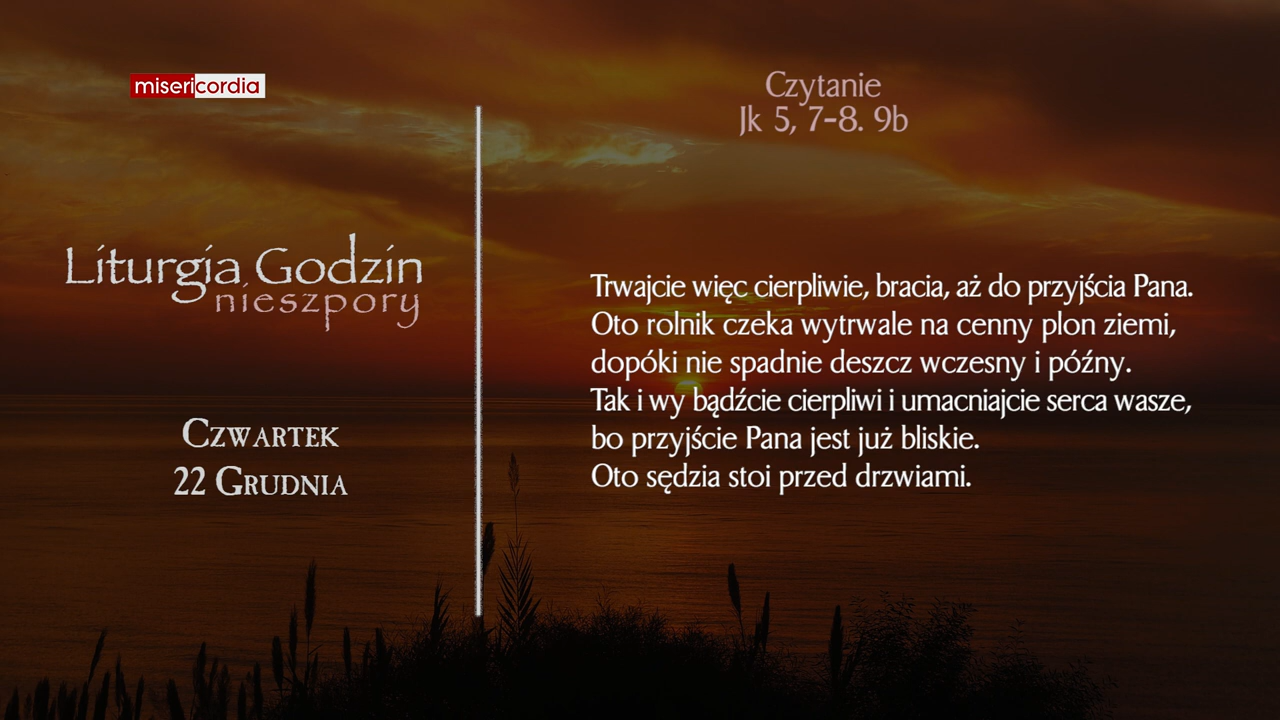 misericordia
Liturgia Godzin
nieszpory
Czwartek
22 Grudnia
Czytanie
Jk 5, 7-8. 9b
Trwajcie więc cierpliwie, bracia, aż do przyjścia Pana.
Oto rolnik czeka wytrwale na cenny plon ziemi,
dopóki nie spadnie deszcz wczesny i późny.
Tak i wy bądźcie cierpliwi i umacniajcie serca wasze,
bo przyjście Pana jest już bliskie.
Oto sędzia stoi przed drzwiami.